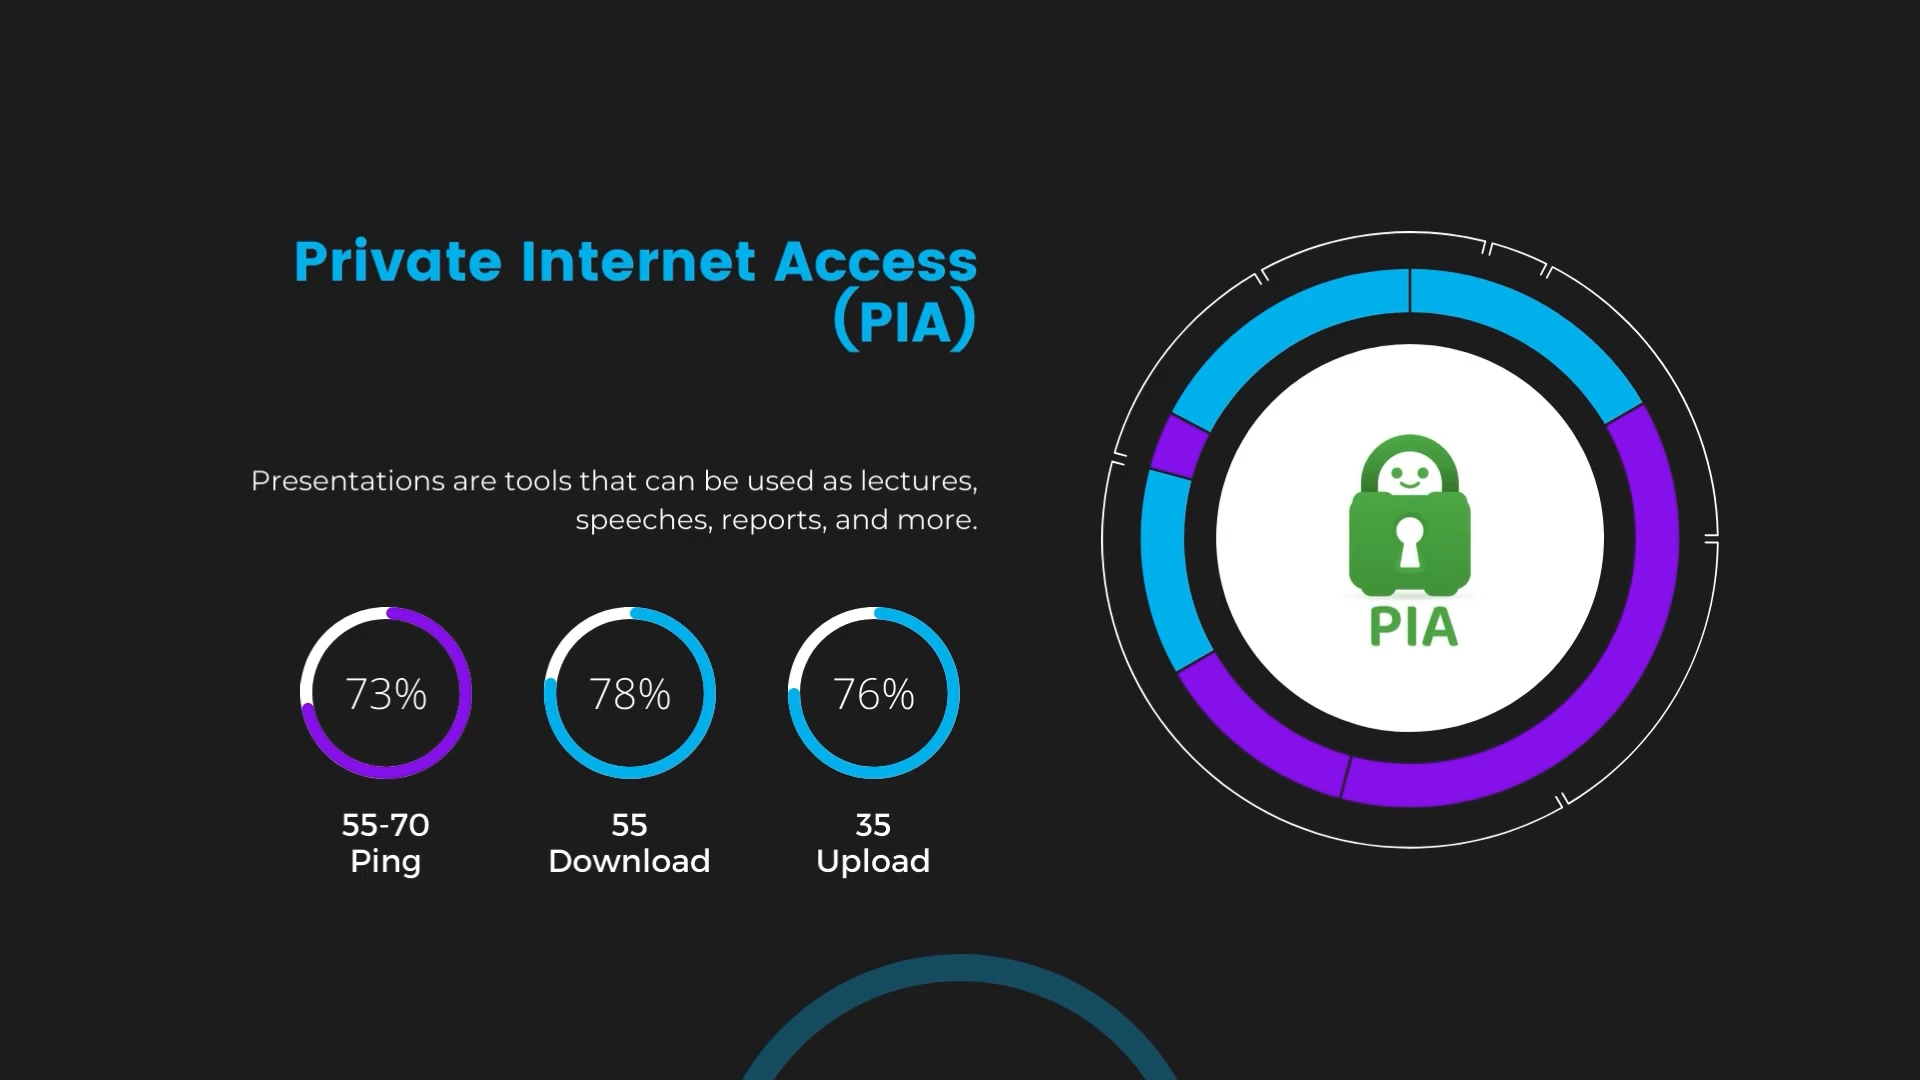 Private Internet Access
(PIA)
Presentations are tools that can be used as lectures,
speeches, reports, and more.
73%
78%
76%
55-70
Ping
55
Download
35
Upload
PIA